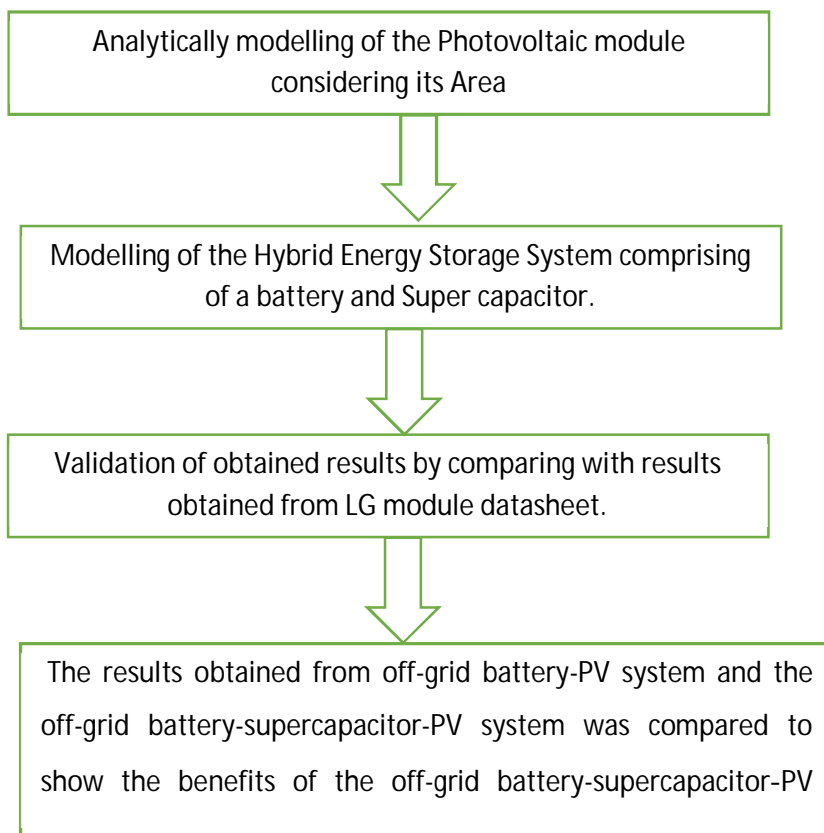 Analytically modelling of the Photovoltaic module
considering its Area
Modelling of the Hybrid Energy Storage System comprising
of a battery and Super capacitor.
Validation of obtained results by comparing with results
obtained from LG module datasheet.
The results obtained from off-grid battery-PV system and the
off-grid battery-supercapacitor-PV system was compared to
show the benefits of the off-grid battery-supercapacitor-PV